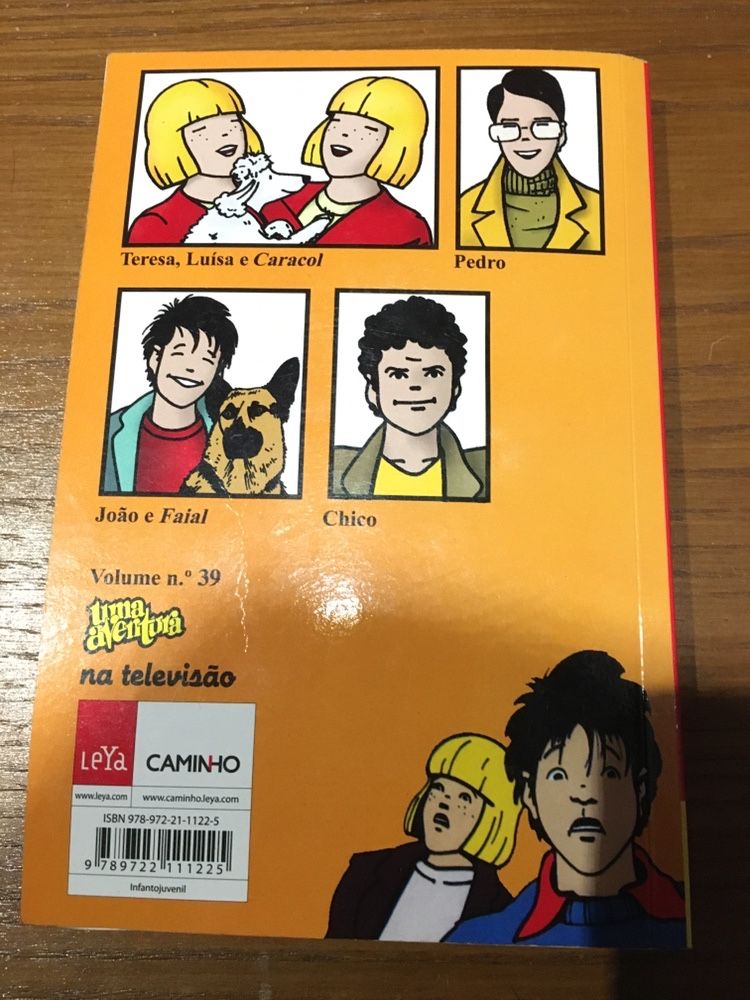 Teresa, Luísa e Caracol
Pedro
João e Faial
Chico
Volume n.º 39
uma
aventura
na televisão
LeYa
CAMINHO
www.leya.com
www.caminho.leya.com
ISBN 978-972-21-1122-5
9 789722 111225
Infantojuvenil